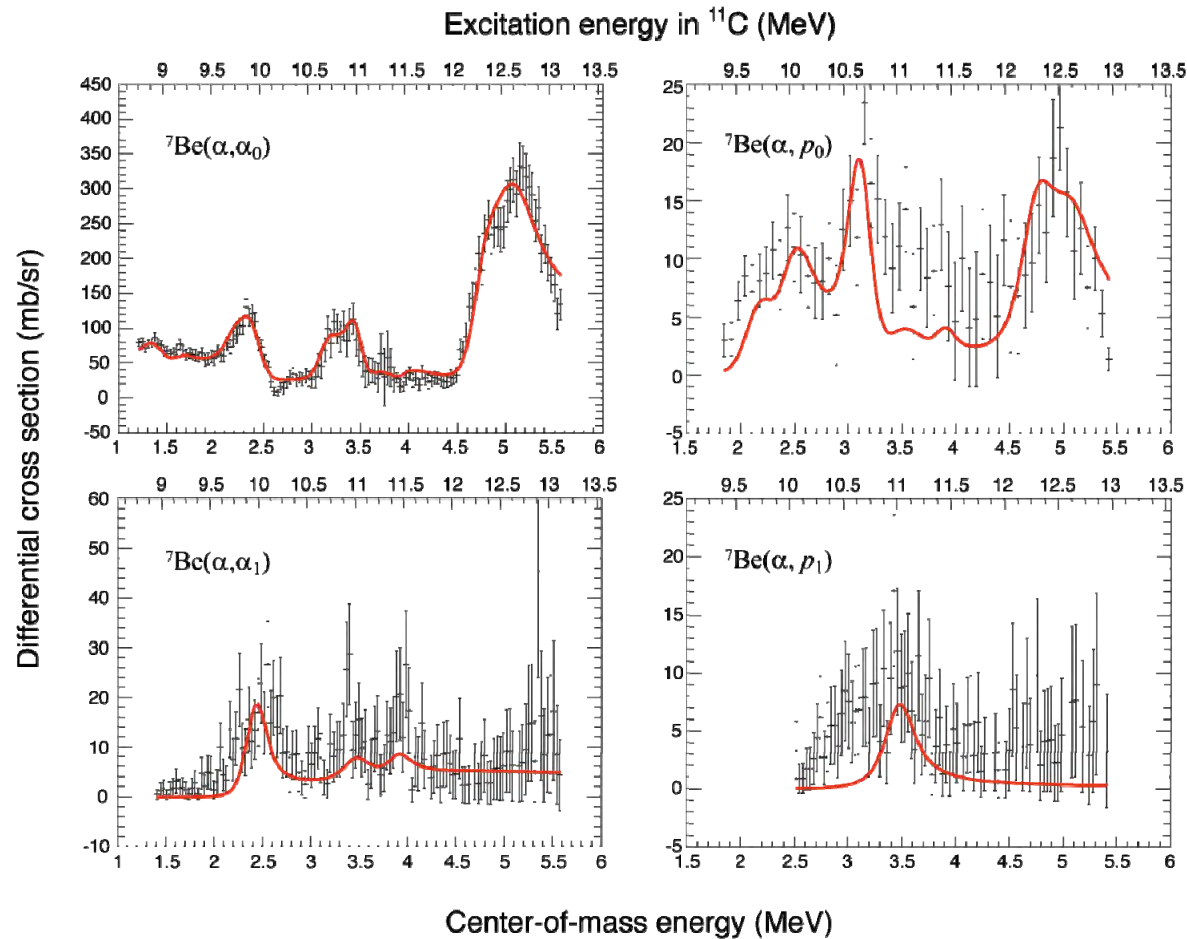 Excitation energy in ¹¹C (MeV)
9 9.5 10 10.5 11 11.5 12 12.5 13 13.5
450
400
350
300
250
200
150
100
50
0
-50
⁷Be(α,α₀)
1 1.5 2 2.5 3 3.5 4 4.5 5 5.5 6
9.5 10 10.5 11 11.5 12 12.5 13 13.5
25
20
15
10
5
0
-5
⁷Be(α, p₀)
1.5 2 2.5 3 3.5 4 4.5 5 5.5 6
Differential cross section (mb/sr)
9 9.5 10 10.5 11 11.5 12 12.5 13 13.5
60
50
40
30
20
10
0
-10
⁷Be(α,α₁)
1 1.5 2 2.5 3 3.5 4 4.5 5 5.5 6
9.5 10 10.5 11 11.5 12 12.5 13 13.5
25
20
15
10
5
0
-5
⁷Be(α, p₁)
1.5 2 2.5 3 3.5 4 4.5 5 5.5 6
Center-of-mass energy (MeV)